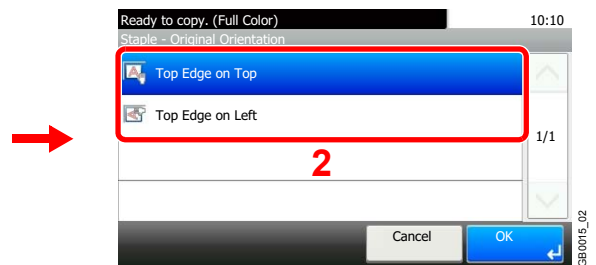 Ready to copy. (Full Color) 10:10
Staple - Original Orientation
Top Edge on Top
Top Edge on Left
1/1
2
Cancel OK
GB0015_02